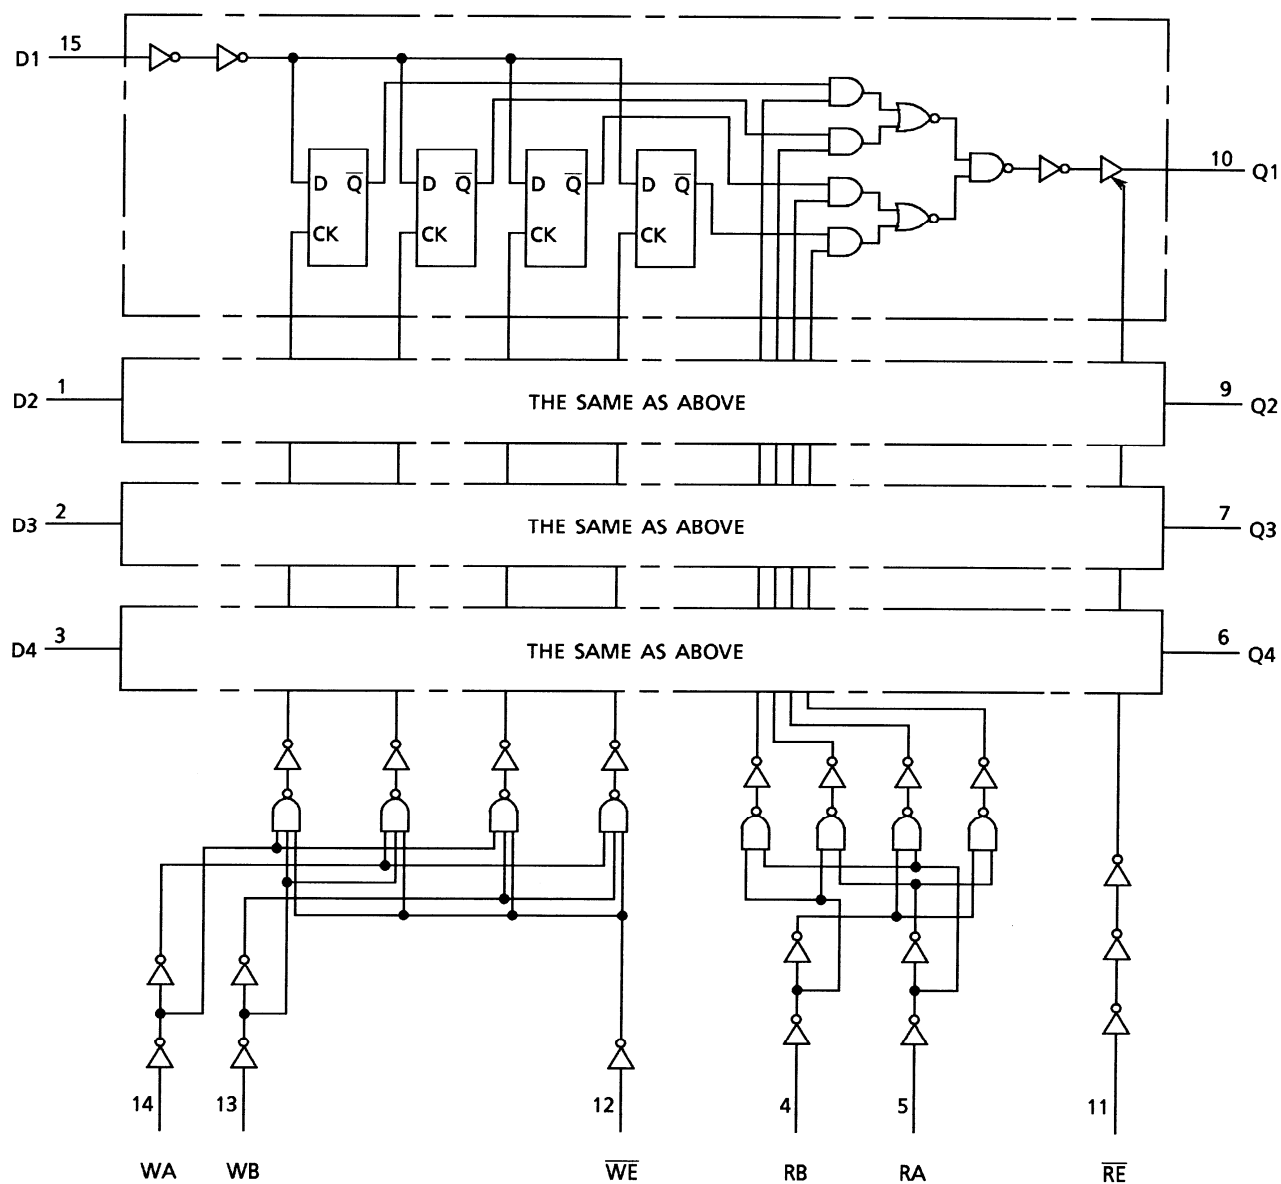 D1 15
D Q̅ D Q̅ D Q̅ D Q̅
CK CK CK CK
10 Q1
D2 1 THE SAME AS ABOVE 9 Q2
D3 2 THE SAME AS ABOVE 7 Q3
D4 3 THE SAME AS ABOVE 6 Q4
14 13 12 4 5 11
WA WB W̅E̅ RB RA R̅E̅